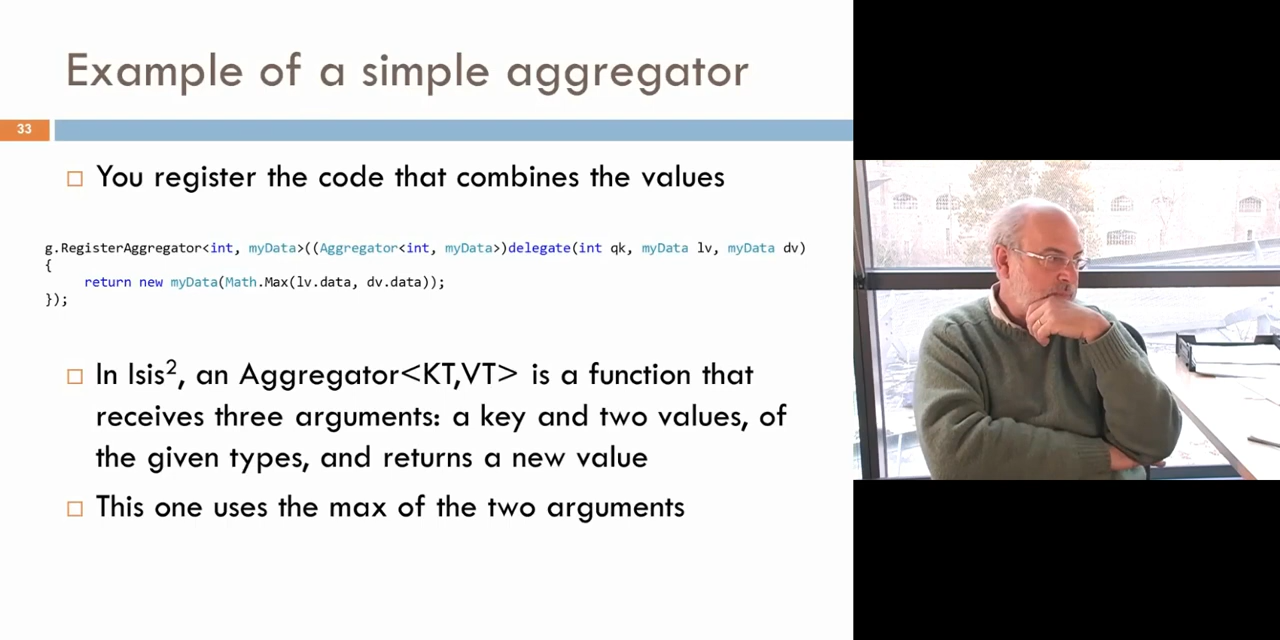 Example of a simple aggregator
33
You register the code that combines the values
g.RegisterAggregator<int, myData>((Aggregator<int, myData>)delegate(int qk, myData lv, myData dv)
{
return new myData(Math.Max(lv.data, dv.data));
});
In Isis², an Aggregator<KT,VT> is a function that
receives three arguments: a key and two values, of
the given types, and returns a new value
This one uses the max of the two arguments